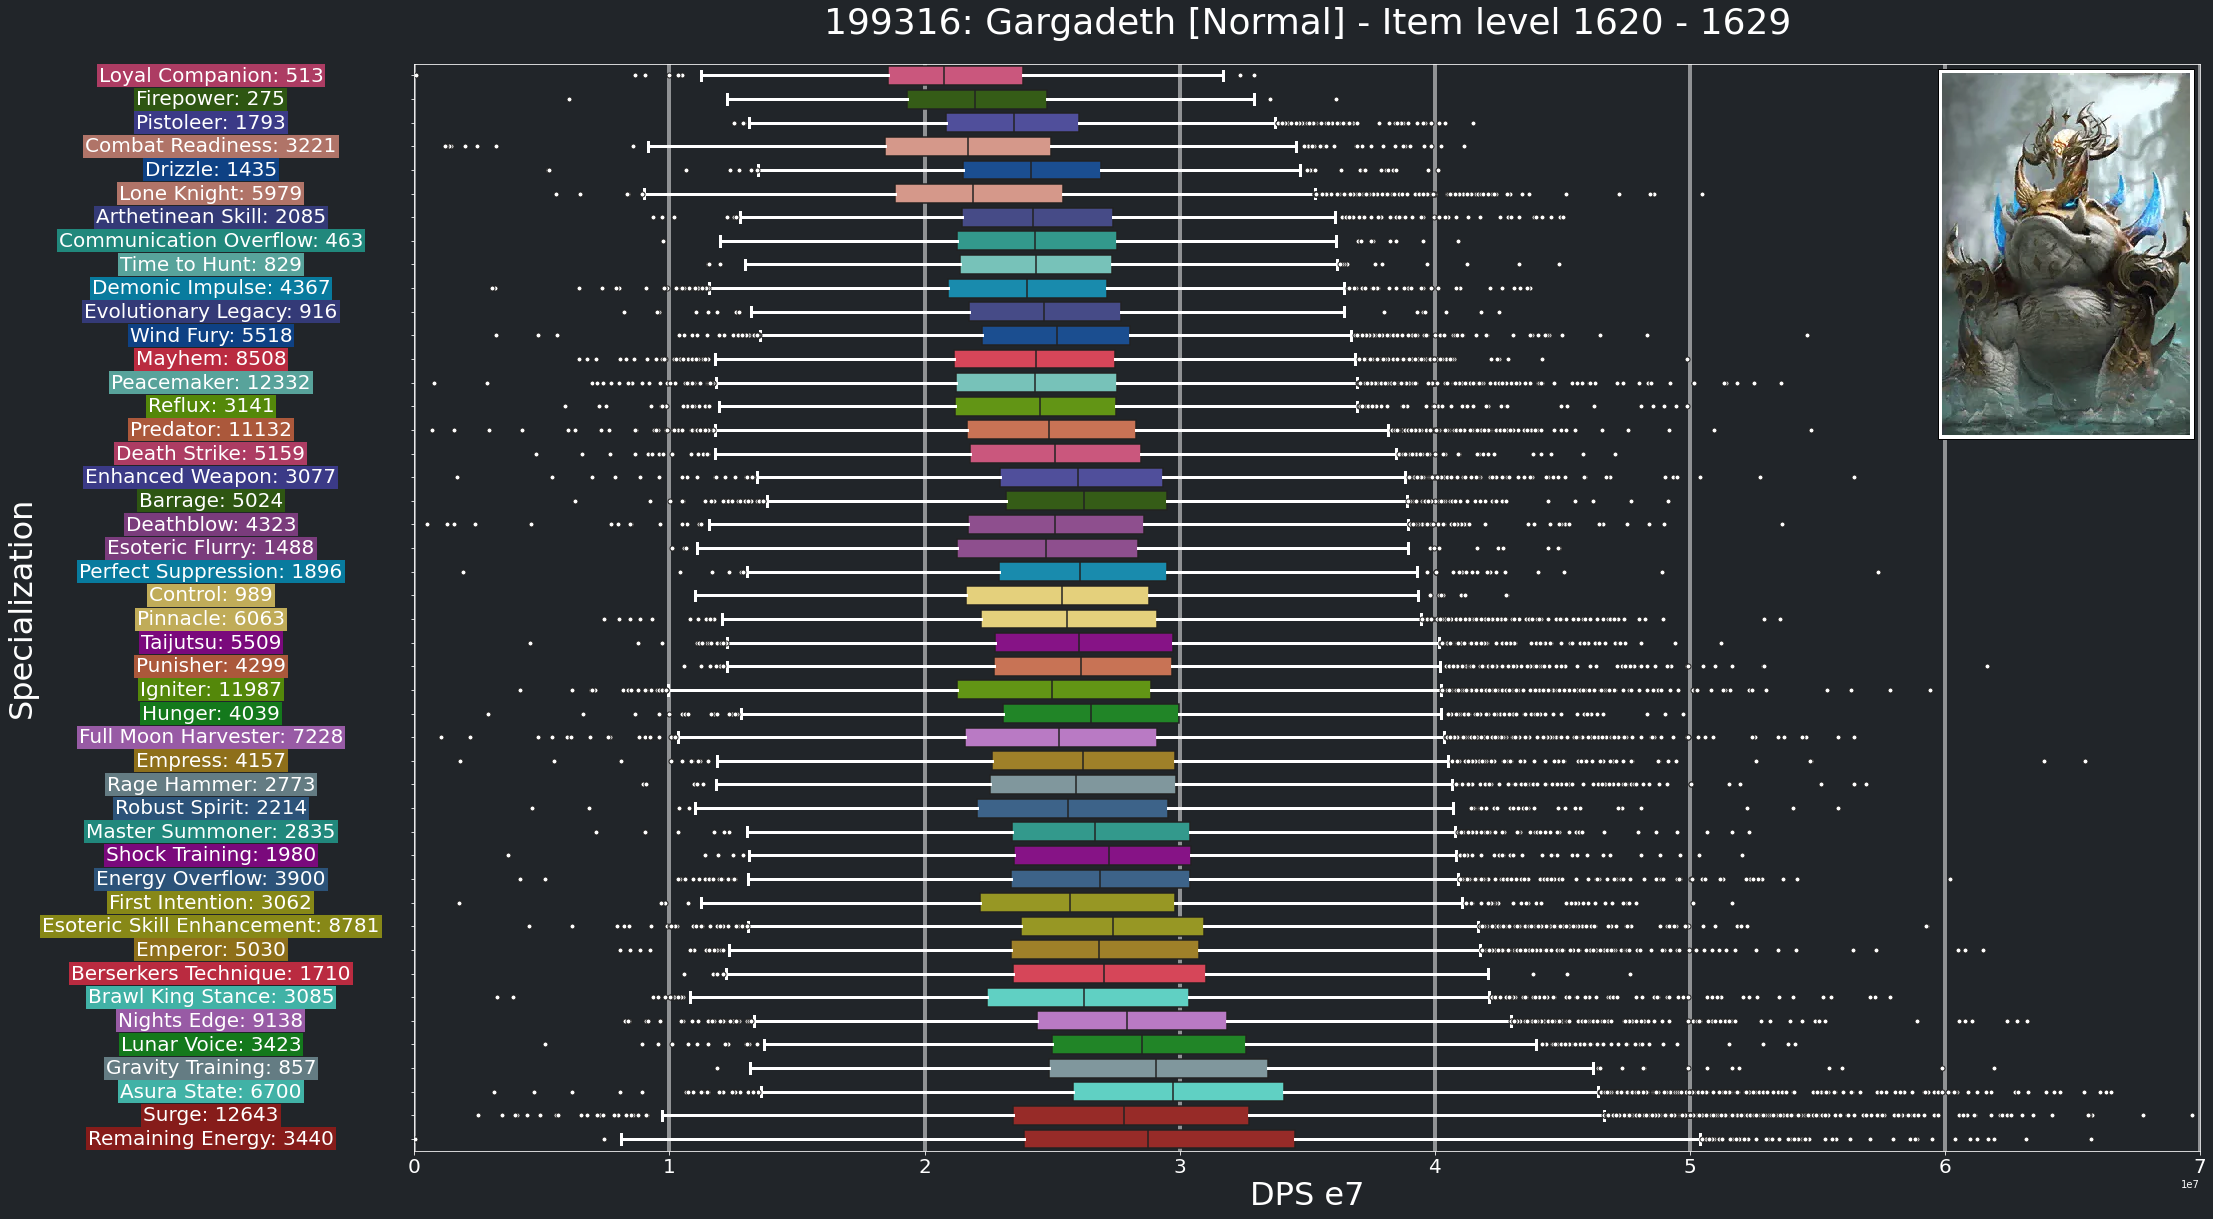 199316: Gargadeth [Normal] - Item level 1620 - 1629
Loyal Companion: 513
Firepower: 275
Pistoleer: 1793
Combat Readiness: 3221
Drizzle: 1435
Lone Knight: 5979
Arthetinean Skill: 2085
Communication Overflow: 463
Time to Hunt: 829
Demonic Impulse: 4367
Evolutionary Legacy: 916
Wind Fury: 5518
Mayhem: 8508
Peacemaker: 12332
Reflux: 3141
Predator: 11132
Death Strike: 5159
Enhanced Weapon: 3077
Barrage: 5024
Deathblow: 4323
Esoteric Flurry: 1488
Perfect Suppression: 1896
Control: 989
Pinnacle: 6063
Taijutsu: 5509
Punisher: 4299
Igniter: 11987
Hunger: 4039
Full Moon Harvester: 7228
Empress: 4157
Rage Hammer: 2773
Robust Spirit: 2214
Master Summoner: 2835
Shock Training: 1980
Energy Overflow: 3900
First Intention: 3062
Esoteric Skill Enhancement: 8781
Emperor: 5030
Berserkers Technique: 1710
Brawl King Stance: 3085
Nights Edge: 9138
Lunar Voice: 3423
Gravity Training: 857
Asura State: 6700
Surge: 12643
Remaining Energy: 3440
Specialization
0 1 2 3 4 5 6 7
DPS e7
1e7